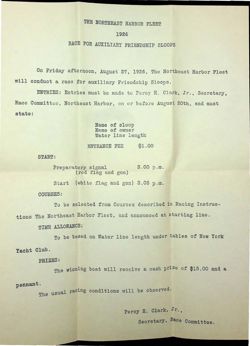 THE NORTHEAST HARBOR FLEET
1926
RACE FOR AUXILIARY FRIENDSHIP SLOOPS
On Friday afternoon, August 27, 1926, The Northeast Harbor Fleet
will conduct a race for auxiliary Friendship Sloops.
ENTRIES: Entries must be made to Percy H. Clark, Jr., Secretary,
Race Committee, Northeast Harbor, on or before August 20th, and must
state:
Name of sloop
Name of owner
Water line length
ENTRANCE FEE $1.00
START:
Preparatory signal 3.00 p.m.
(red flag and gun)
Start (white flag and gun) 3.05 p.m.
COURSES:
To be selected from Courses described in Racing Instruc-
tions The Northeast Harbor Fleet, and announced at starting line.
TIME ALLOWANCE:
To be based on Water line length under tables of New York
Yacht Club.
PRIZES:
The winning boat will receive a cash prize of $15.00 and a
pennant.
The usual racing conditions will be observed.
Percy H. Clark, Jr.,
Secretary, Race Committee.